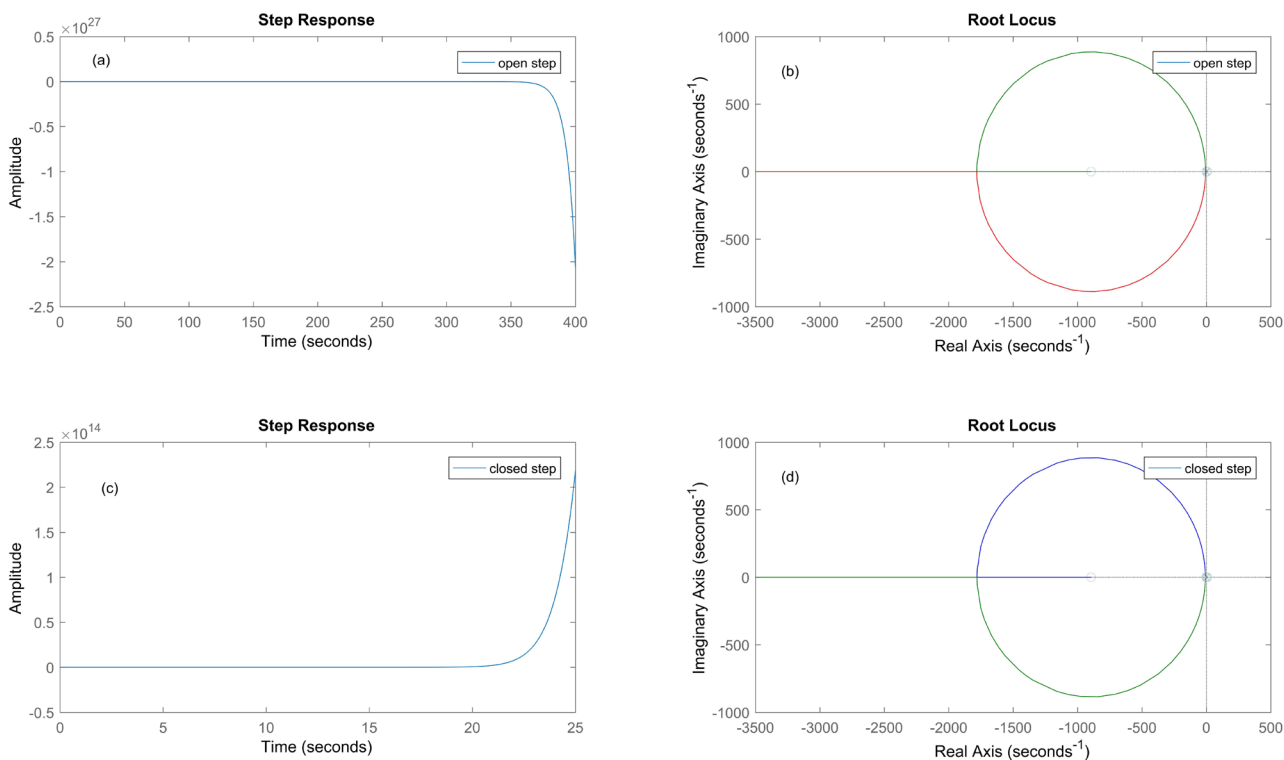 Step Response
×10^27
(a)
open step
Amplitude
0.5
0
-0.5
-1
-1.5
-2
-2.5
0 50 100 150 200 250 300 350 400
Time (seconds)
Root Locus
(b)
open step
Imaginary Axis (seconds^-1)
1000
500
0
-500
-1000
-3500 -3000 -2500 -2000 -1500 -1000 -500 0 500
Real Axis (seconds^-1)
Step Response
×10^14
(c)
closed step
Amplitude
2.5
2
1.5
1
0.5
0
-0.5
0 5 10 15 20 25
Time (seconds)
Root Locus
(d)
closed step
Imaginary Axis (seconds^-1)
1000
500
0
-500
-1000
-3500 -3000 -2500 -2000 -1500 -1000 -500 0 500
Real Axis (seconds^-1)